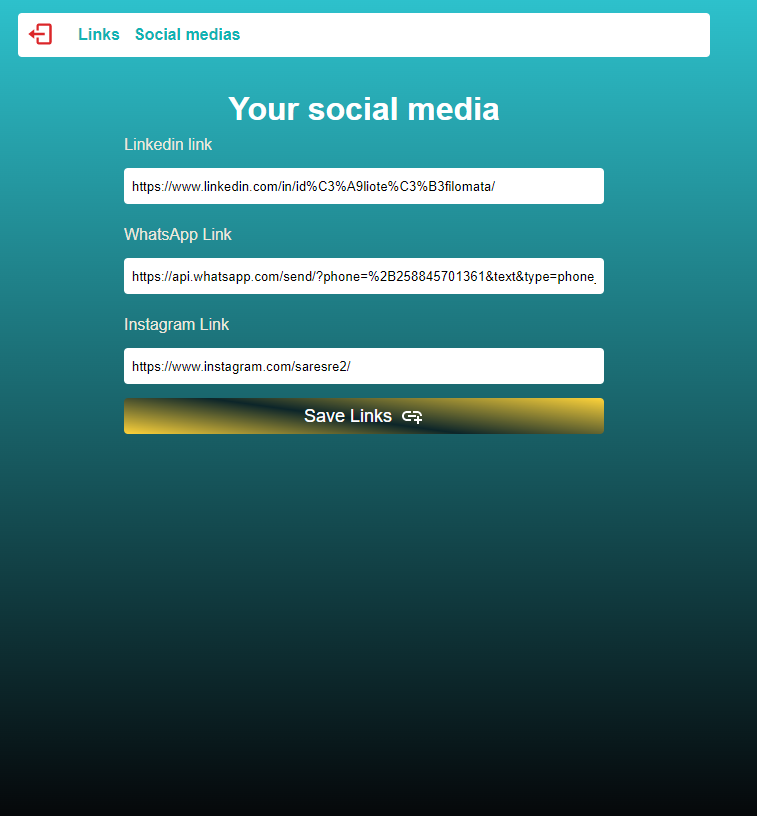 Links Social medias
Your social media
Linkedin link
https://www.linkedin.com/in/id%C3%A9liote%C3%B3filomata/
WhatsApp Link
https://api.whatsapp.com/send/?phone=%2B258845701361&text&type=phone_
Instagram Link
https://www.instagram.com/saresre2/
Save Links